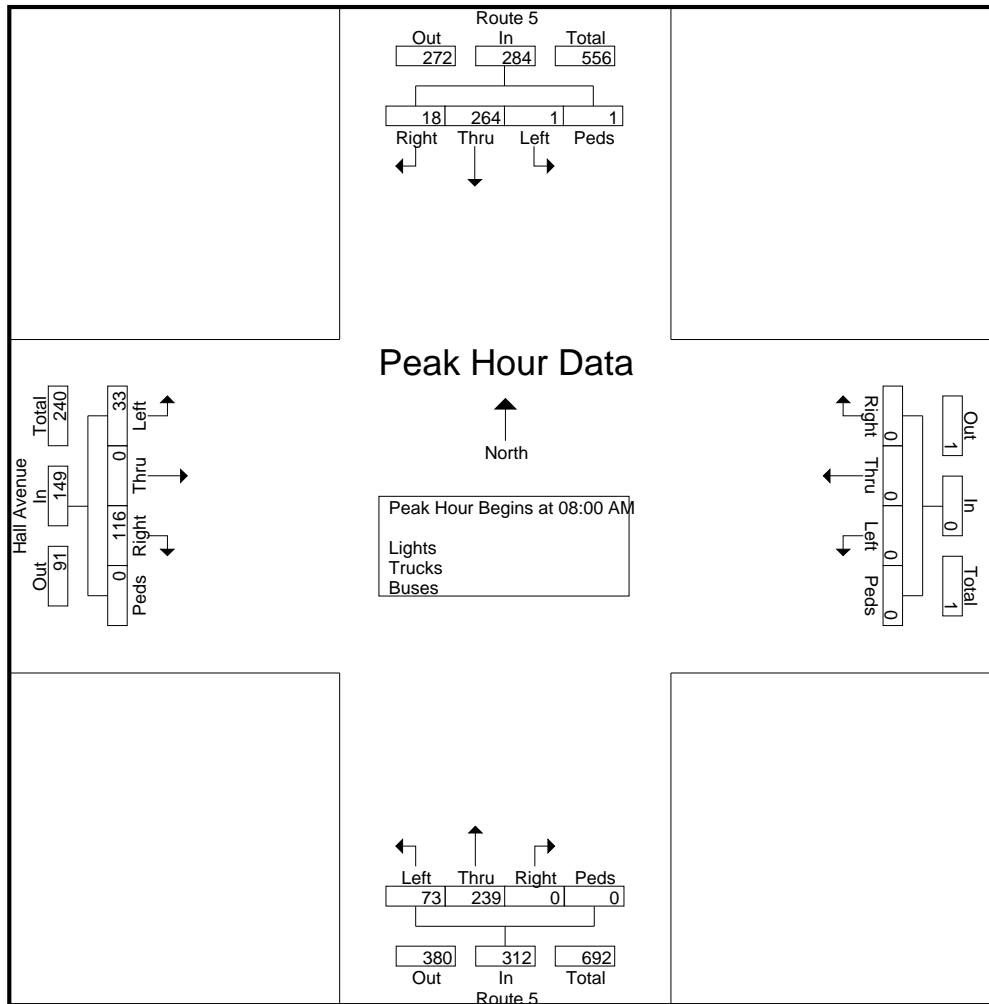 Route 5
Out In Total
272 284 556
18 264 1 1
Right Thru Left Peds
Peak Hour Data
North
Peak Hour Begins at 08:00 AM
Lights
Trucks
Buses
Hall Avenue
Out In Total
91 149 240
33 0 116 0
Left Thru Right Peds
Out In Total
1 0 1
0 0 0 0
Right Thru Left Peds
Left Thru Right Peds
73 239 0 0
380 312 692
Out In Total
Route 5